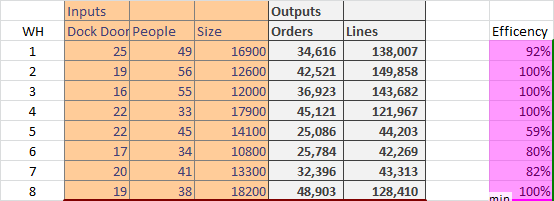 Inputs Outputs
WH Dock Door People Size Orders Lines Efficency
1 25 49 16900 34,616 138,007 92%
2 19 56 12600 42,521 149,858 100%
3 16 55 12000 36,923 143,682 100%
4 22 33 17900 45,121 121,967 100%
5 22 45 14100 25,086 44,203 59%
6 17 34 10800 25,784 42,269 80%
7 20 41 13300 32,396 43,313 82%
8 19 38 18200 48,903 128,410 100%
min